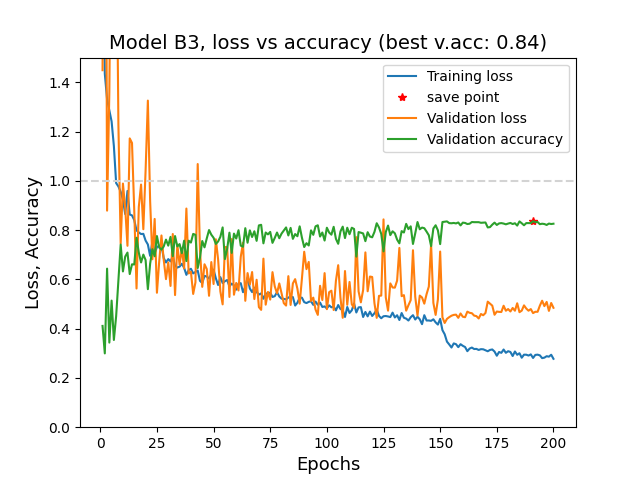 Model B3, loss vs accuracy (best v.acc: 0.84)
Training loss
save point
Validation loss
Validation accuracy
Loss, Accuracy
1.4
1.2
1.0
0.8
0.6
0.4
0.2
0.0
0 25 50 75 100 125 150 175 200
Epochs